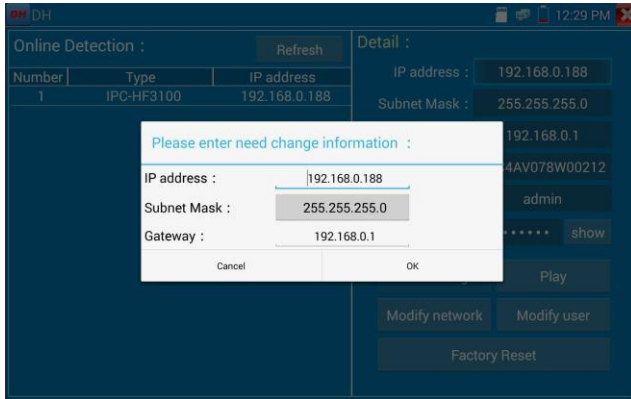 DH DH 12:29 PM
Online Detection : Refresh
Number Type IP address
1 IPC-HF3100 192.168.0.188
Detail :
IP address : 192.168.0.188
Subnet Mask : 255.255.255.0
192.168.0.1
4AV078W00212
admin
show
Play
Modify network Modify user
Factory Reset
Please enter need change information :
IP address : 192.168.0.188
Subnet Mask : 255.255.255.0
Gateway : 192.168.0.1
Cancel OK